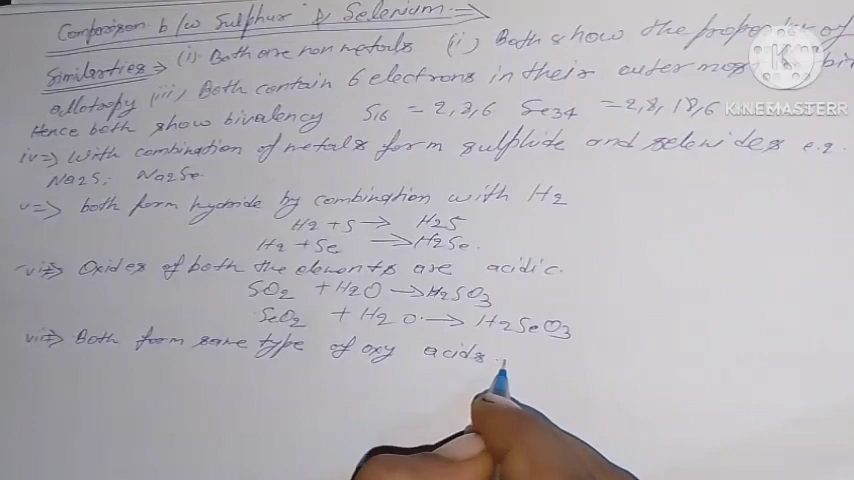 Comparison b/w Sulphur & Selenium:→
Similarties → (i) Both are non metals (i) Both show the property of
allotropy (iii) Both contain 6 electrons in their outer most
Hence both show bivalency S16 = 2,8,6 Se34 = 2,8,18,6
iv=> With combination of metals form sulphide and selenides e.g.
Na2S; Na2Se.
v=> both form hydride by combination with H2
H2 + S → H2S
H2 + Se → H2Se.
vi=> Oxides of both the elements are acidic.
SO2 + H2O → H2SO3
SeO2 + H2O → H2SeO3
vii=> Both form same type of oxy acids.
K
KINEMASTER